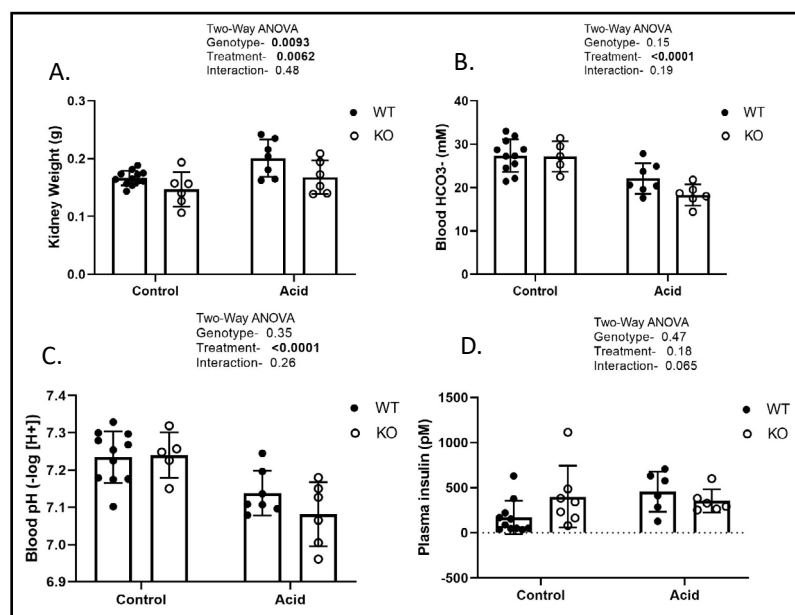 Two-Way ANOVA
Genotype- 0.0093
Treatment- 0.0062
Interaction- 0.48
A.
WT
KO
Kidney Weight (g)
0.3
0.2
0.1
0.0
Control
Acid
Two-Way ANOVA
Genotype- 0.15
Treatment- <0.0001
Interaction- 0.19
B.
WT
KO
Blood HCO3- (mM)
40
30
20
10
0
Control
Acid
Two-Way ANOVA
Genotype- 0.35
Treatment- <0.0001
Interaction- 0.26
C.
WT
KO
Blood pH (-log [H+])
7.4
7.3
7.2
7.1
7.0
6.9
Control
Acid
Two-Way ANOVA
Genotype- 0.47
Treatment- 0.18
Interaction- 0.065
D.
WT
KO
Plasma insulin (pM)
1500
1000
500
0
-500
Control
Acid